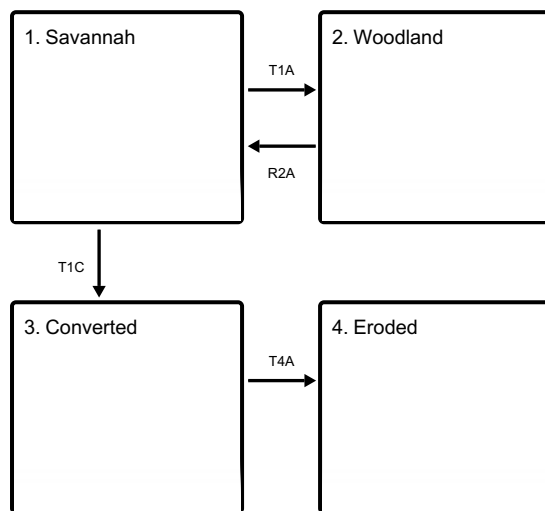 1. Savannah
2. Woodland
T1A
R2A
T1C
3. Converted
4. Eroded
T4A